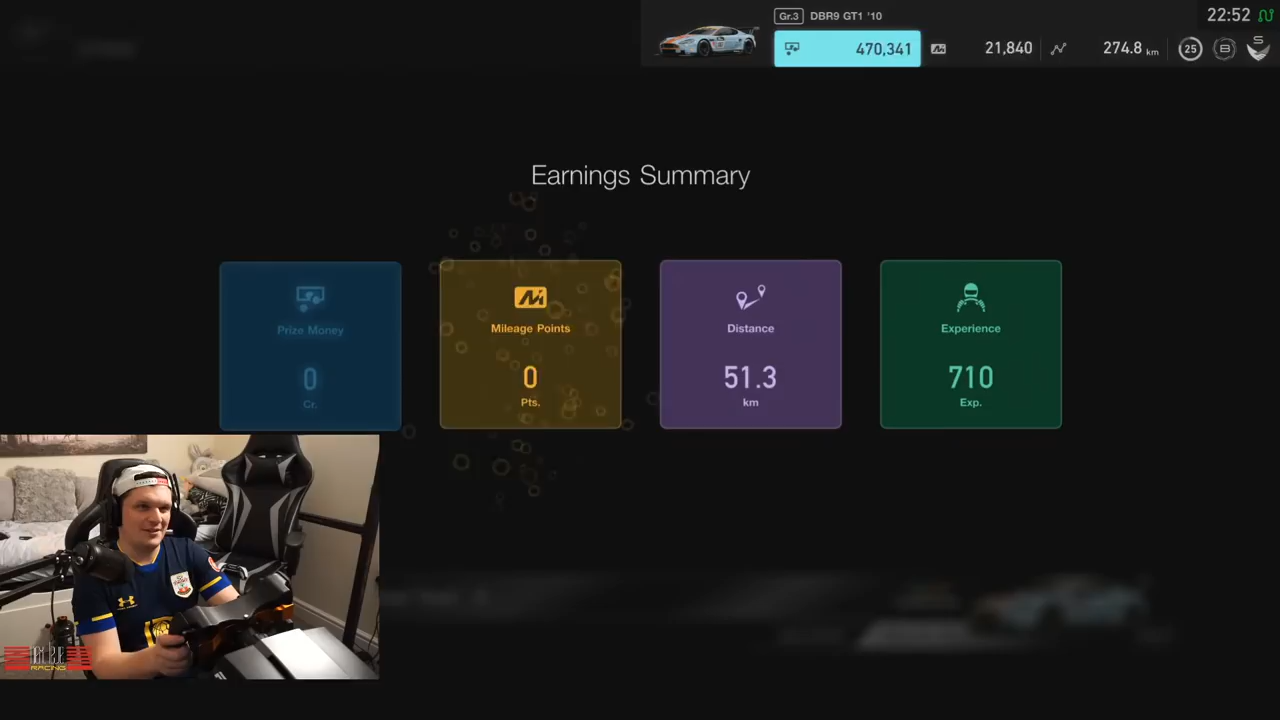 Gr.3 DBR9 GT1 '10
22:52
470,341
21,840
274.8 km
25
B
S
Earnings Summary
Prize Money
0
Cr.
Mileage Points
0
Pts.
Distance
51.3
km
Experience
710
Exp.
RACING